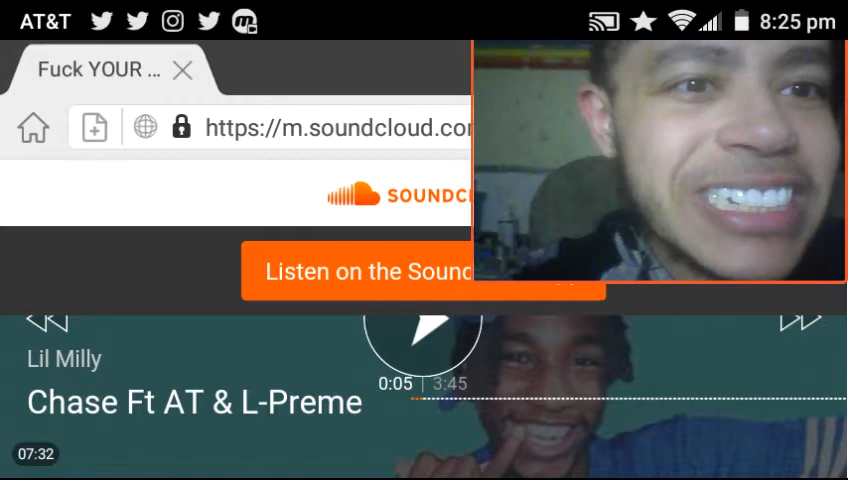 AT&T
8:25 pm
Fuck YOUR ...
https://m.soundcloud.co
SOUNDCL
Listen on the Sound
Lil Milly
0:05 | 3:45
Chase Ft AT & L-Preme
07:32